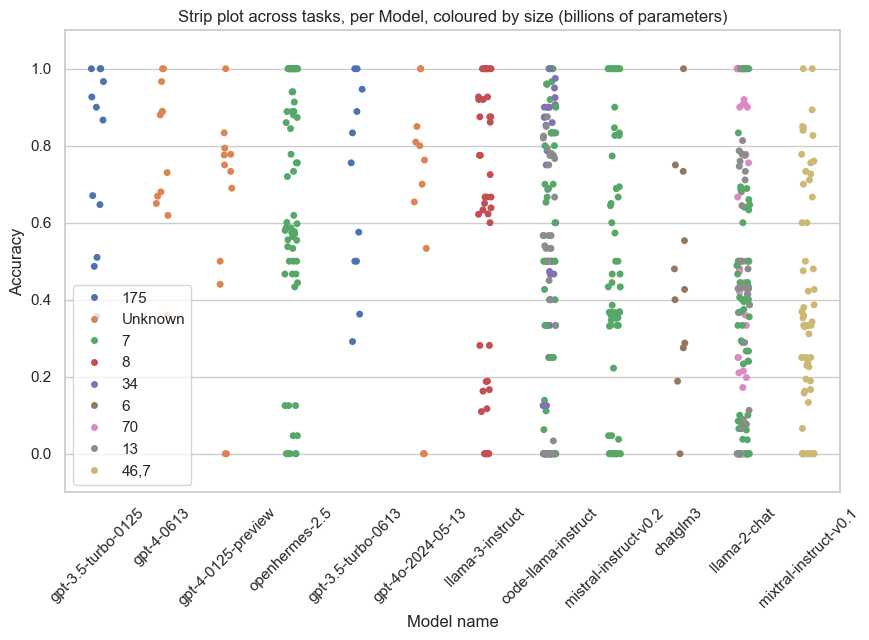 Strip plot across tasks, per Model, coloured by size (billions of parameters)
Accuracy
1.0
0.8
0.6
0.4
0.2
0.0
175
Unknown
7
8
34
6
70
13
46,7
gpt-3.5-turbo-0125
gpt-4-0613
gpt-4-0125-preview
openhermes-2.5
gpt-3.5-turbo-0613
gpt-4o-2024-05-13
llama-3-instruct
code-llama-instruct
mistral-instruct-v0.2
chatglm3
llama-2-chat
mixtral-instruct-v0.1
Model name